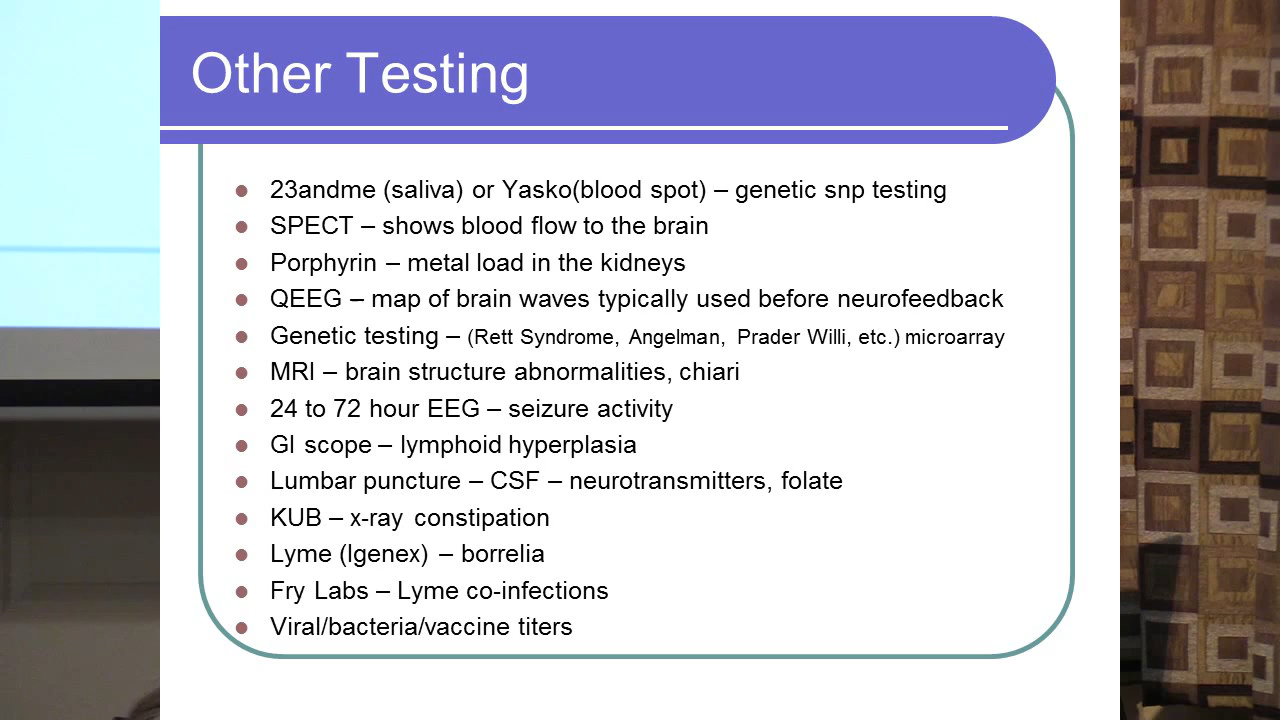 Other Testing
23andme (saliva) or Yasko(blood spot) – genetic snp testing
SPECT – shows blood flow to the brain
Porphyrin – metal load in the kidneys
QEEG – map of brain waves typically used before neurofeedback
Genetic testing – (Rett Syndrome, Angelman, Prader Willi, etc.) microarray
MRI – brain structure abnormalities, chiari
24 to 72 hour EEG – seizure activity
GI scope – lymphoid hyperplasia
Lumbar puncture – CSF – neurotransmitters, folate
KUB – x-ray constipation
Lyme (Igenex) – borrelia
Fry Labs – Lyme co-infections
Viral/bacteria/vaccine titers